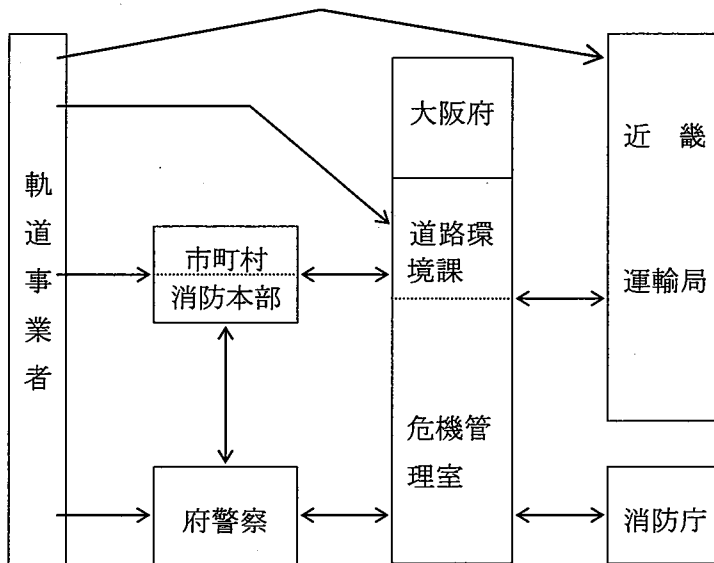 軌道事業者
市町村
消防本部
府警察
大阪府
道路環
境課
危機管
理室
近　畿
運輸局
消防庁